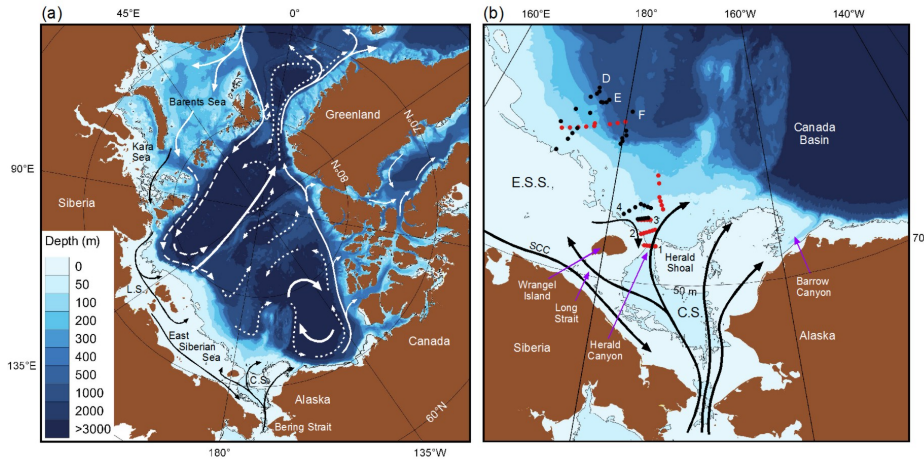 (a)
45°E
0°
Barents Sea
Greenland
Kara
Sea
70°N
80°N
90°E
Siberia
Depth (m)
0
50
100
200
300
400
500
1000
2000
>3000
L.S.
East
Siberian
Sea
C.S.
Canada
135°E
Alaska
Bering Strait
60°N
180°
135°W
(b)
160°E
180°
160°W
140°W
D
E
F
Canada
Basin
E.S.S.
4
3
2
1
SCC
Herald
Shoal
70
Wrangel
Island
50 m
Barrow
Canyon
Long
Strait
C.S.
Siberia
Herald
Canyon
Alaska